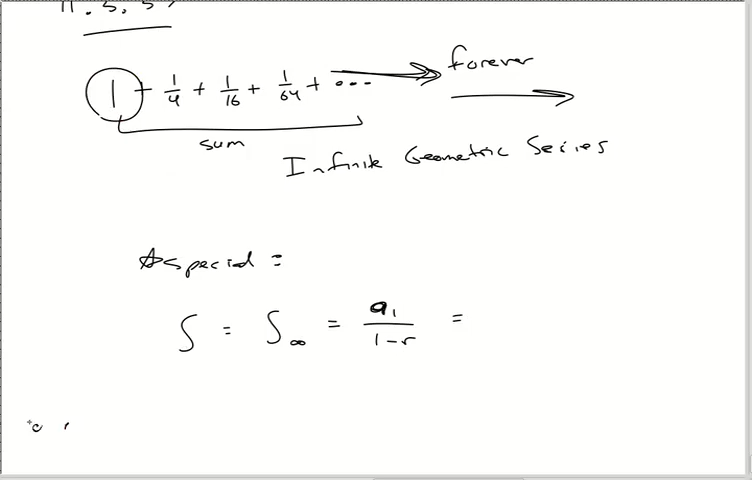 1 + 1/4 + 1/16 + 1/64 + ... forever
sum
Infinite Geometric Series
special =
S = S∞ = a₁/(1-r) =